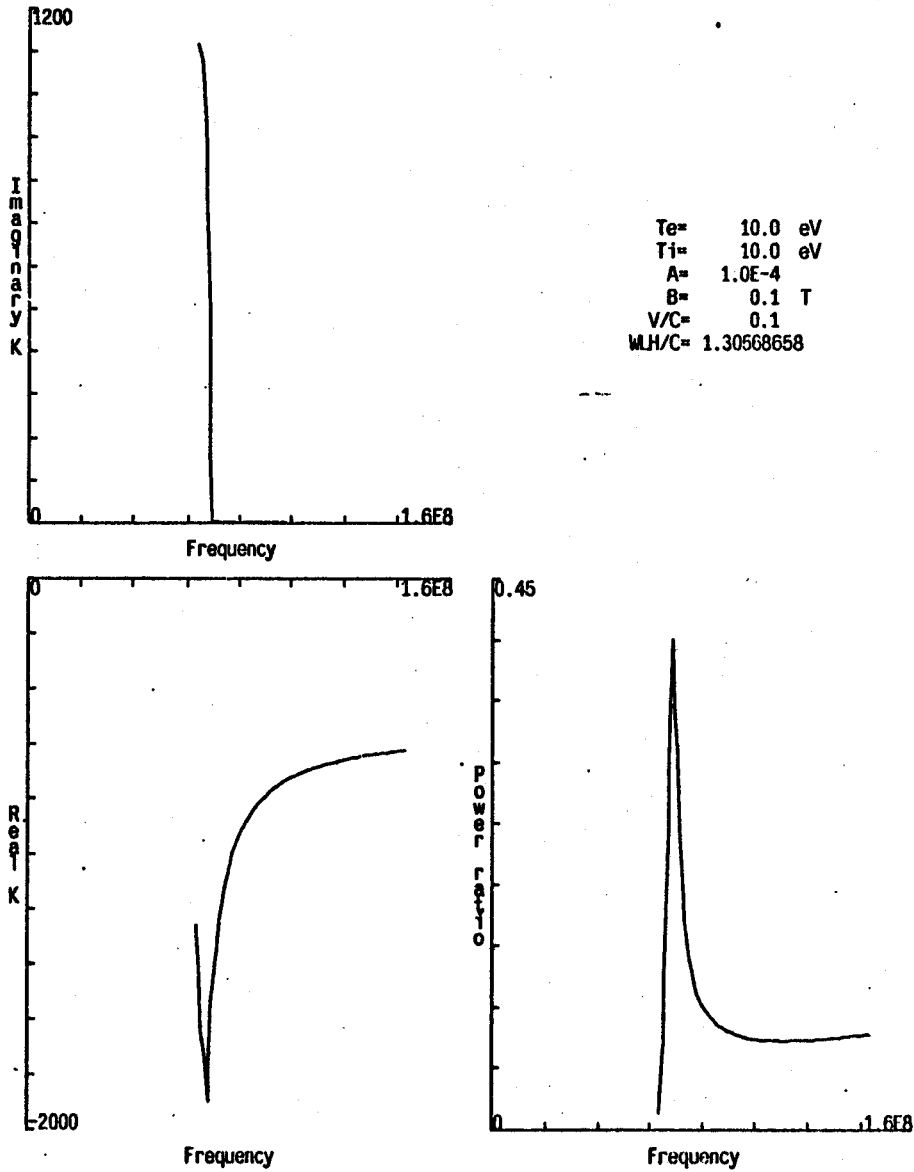 1200
Imaginary K
0
1.6E8
Frequency
Te= 10.0 eV
Ti= 10.0 eV
A= 1.0E-4
B= 0.1 T
V/C= 0.1
WLH/C= 1.30568658
0
1.6E8
Real K
-2000
Frequency
0.45
Power ratio
0
1.6E8
Frequency